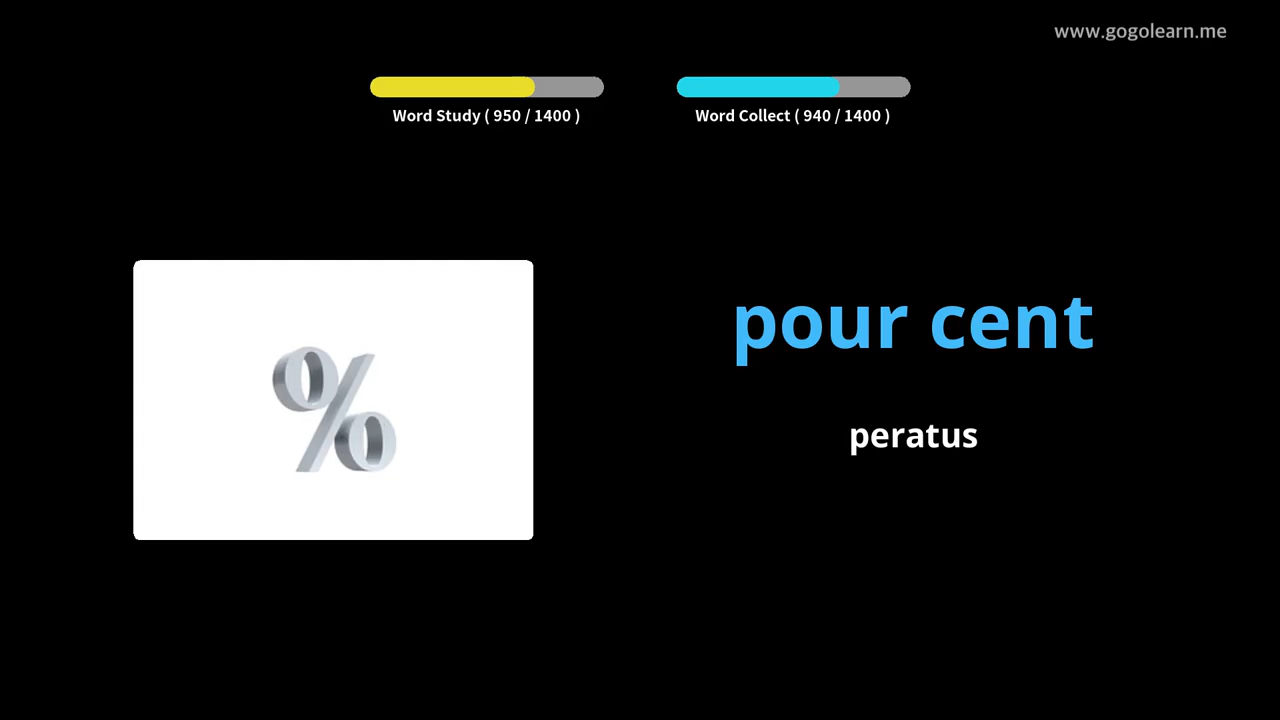 www.gogolearn.me
Word Study ( 950 / 1400 )
Word Collect ( 940 / 1400 )
%
pour cent
peratus